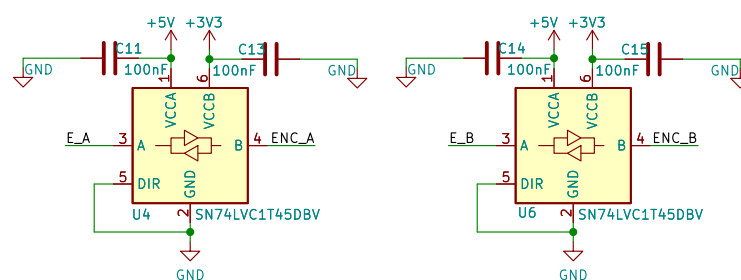 +5V +3V3
C11 C13
GND 100nF 100nF GND
1 6
VCCA VCCB
E_A 3 A B 4 ENC_A
5 DIR
GND
U4 2 SN74LVC1T45DBV
GND
+5V +3V3
C14 C15
GND 100nF 100nF GND
1 6
VCCA VCCB
E_B 3 A B 4 ENC_B
5 DIR
GND
U6 2 SN74LVC1T45DBV
GND